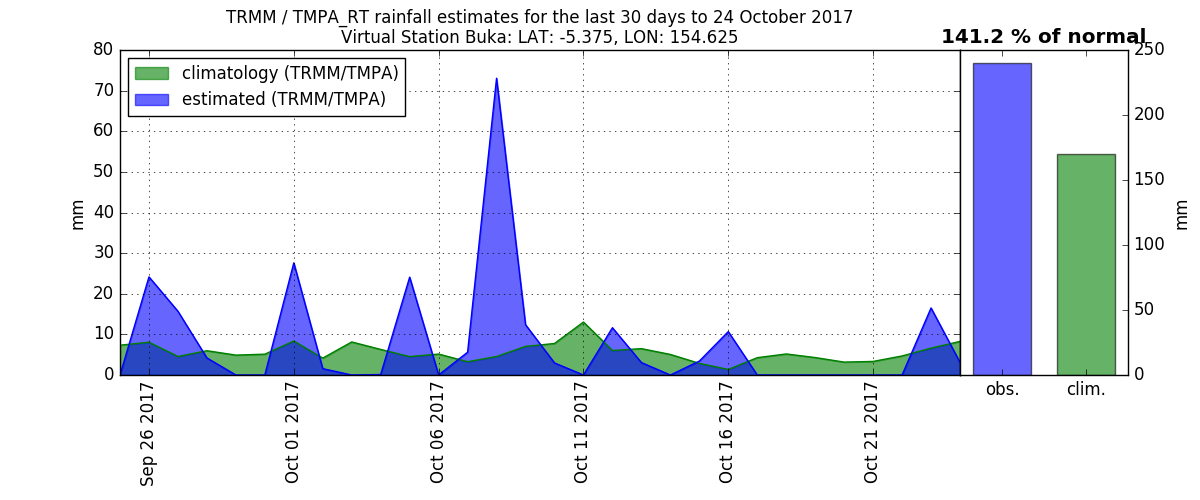 TRMM / TMPA_RT rainfall estimates for the last 30 days to 24 October 2017
Virtual Station Buka: LAT: -5.375, LON: 154.625
141.2 % of normal
climatology (TRMM/TMPA)
estimated (TRMM/TMPA)
80
70
60
50
40
30
20
10
0
mm
Sep 26 2017
Oct 01 2017
Oct 06 2017
Oct 11 2017
Oct 16 2017
Oct 21 2017
250
200
150
100
50
0
mm
obs.
clim.